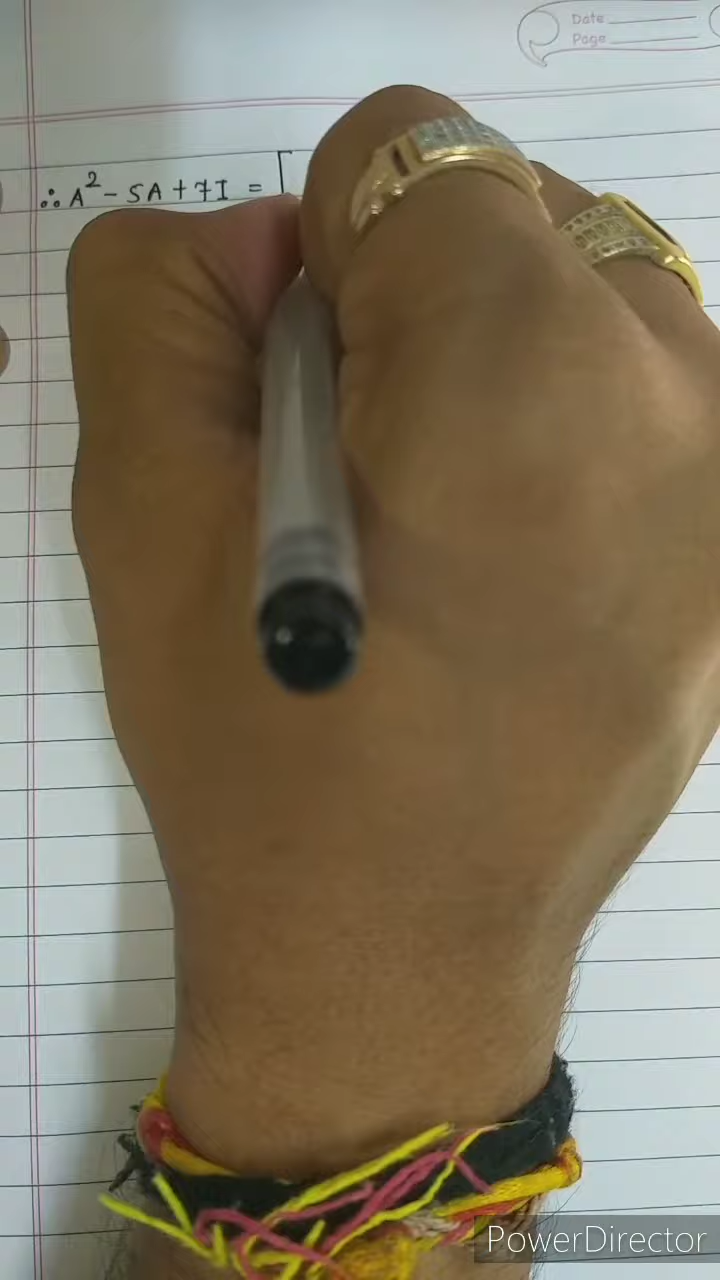 Date
Page
∴ A² - 5A + 7I = [
PowerDirector